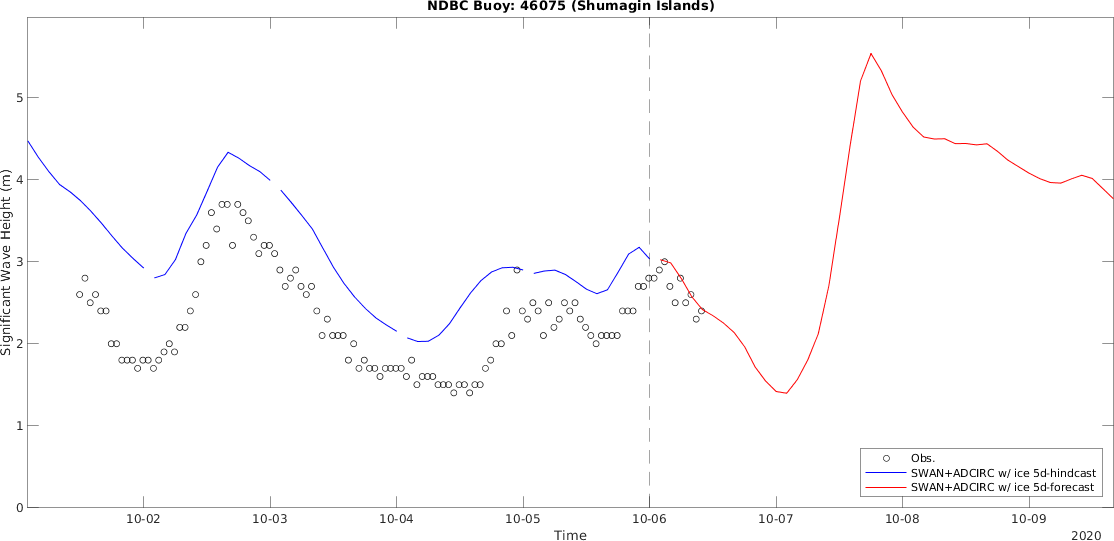 NDBC Buoy: 46075 (Shumagin Islands)
Significant Wave Height (m)
5
4
3
2
1
0
Obs.
SWAN+ADCIRC w/ ice 5d-hindcast
SWAN+ADCIRC w/ ice 5d-forecast
10-02 10-03 10-04 10-05 10-06 10-07 10-08 10-09
Time
2020